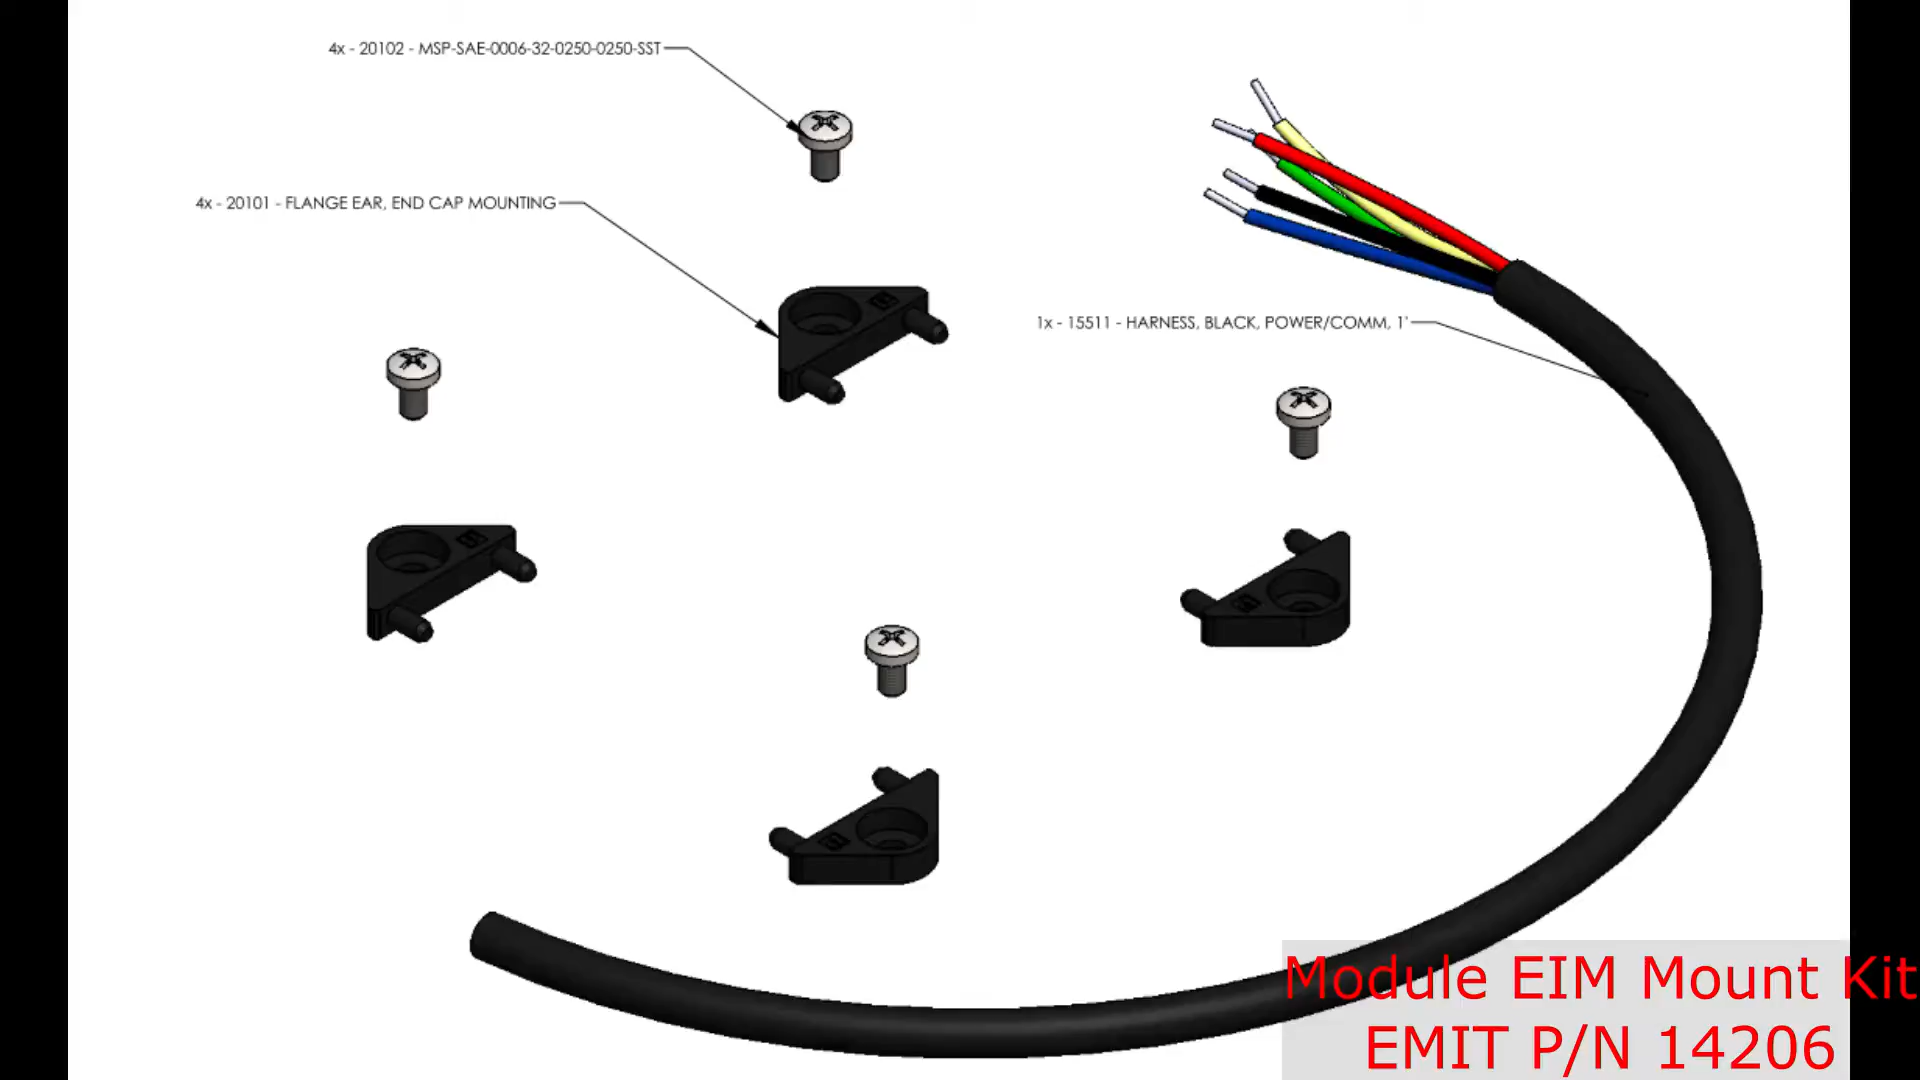 4x - 20102 - MSP-SAE-0006-32-0250-0250-SST
4x - 20101 - FLANGE EAR, END CAP MOUNTING
1x - 15511 - HARNESS, BLACK, POWER/COMM, 1'
Module EIM Mount Kit
EMIT P/N 14206